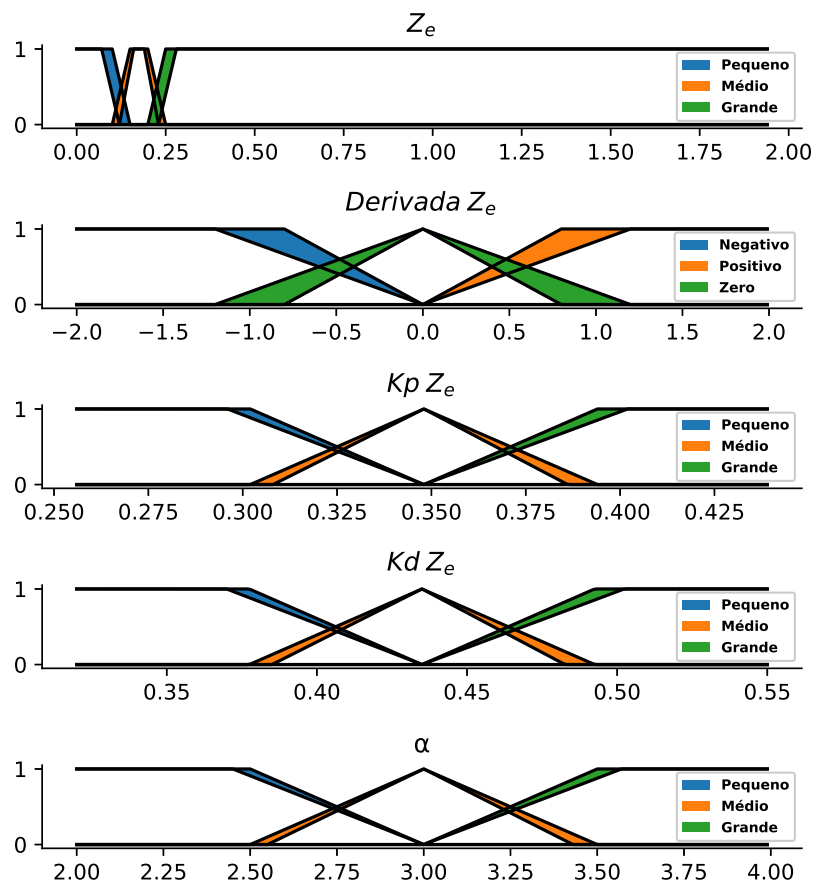 Z_e
1
0
Pequeno
Médio
Grande
0.00 0.25 0.50 0.75 1.00 1.25 1.50 1.75 2.00
Derivada Z_e
1
0
Negativo
Positivo
Zero
−2.0 −1.5 −1.0 −0.5 0.0 0.5 1.0 1.5 2.0
Kp Z_e
1
0
Pequeno
Médio
Grande
0.250 0.275 0.300 0.325 0.350 0.375 0.400 0.425
Kd Z_e
1
0
Pequeno
Médio
Grande
0.35 0.40 0.45 0.50 0.55
α
1
0
Pequeno
Médio
Grande
2.00 2.25 2.50 2.75 3.00 3.25 3.50 3.75 4.00